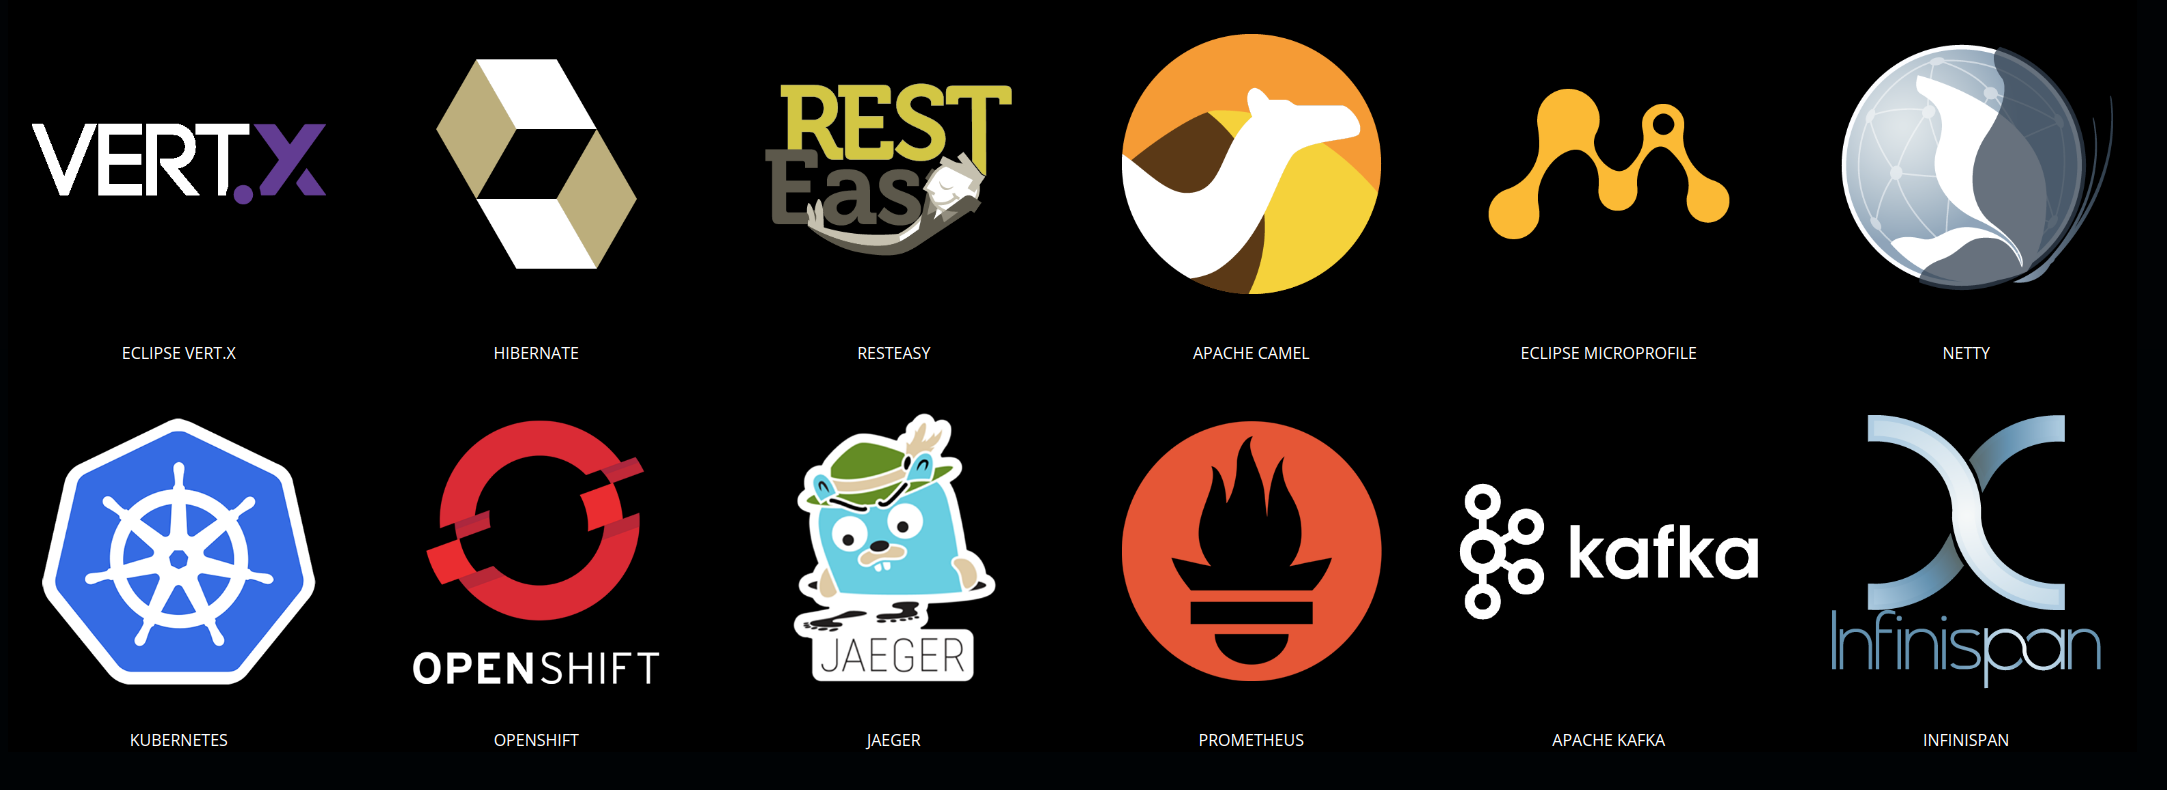 VERT.X
REST
Easy
ECLIPSE VERT.X
HIBERNATE
RESTEASY
APACHE CAMEL
ECLIPSE MICROPROFILE
NETTY
OPENSHIFT
JAEGER
kafka
Infinispan
KUBERNETES
OPENSHIFT
JAEGER
PROMETHEUS
APACHE KAFKA
INFINISPAN